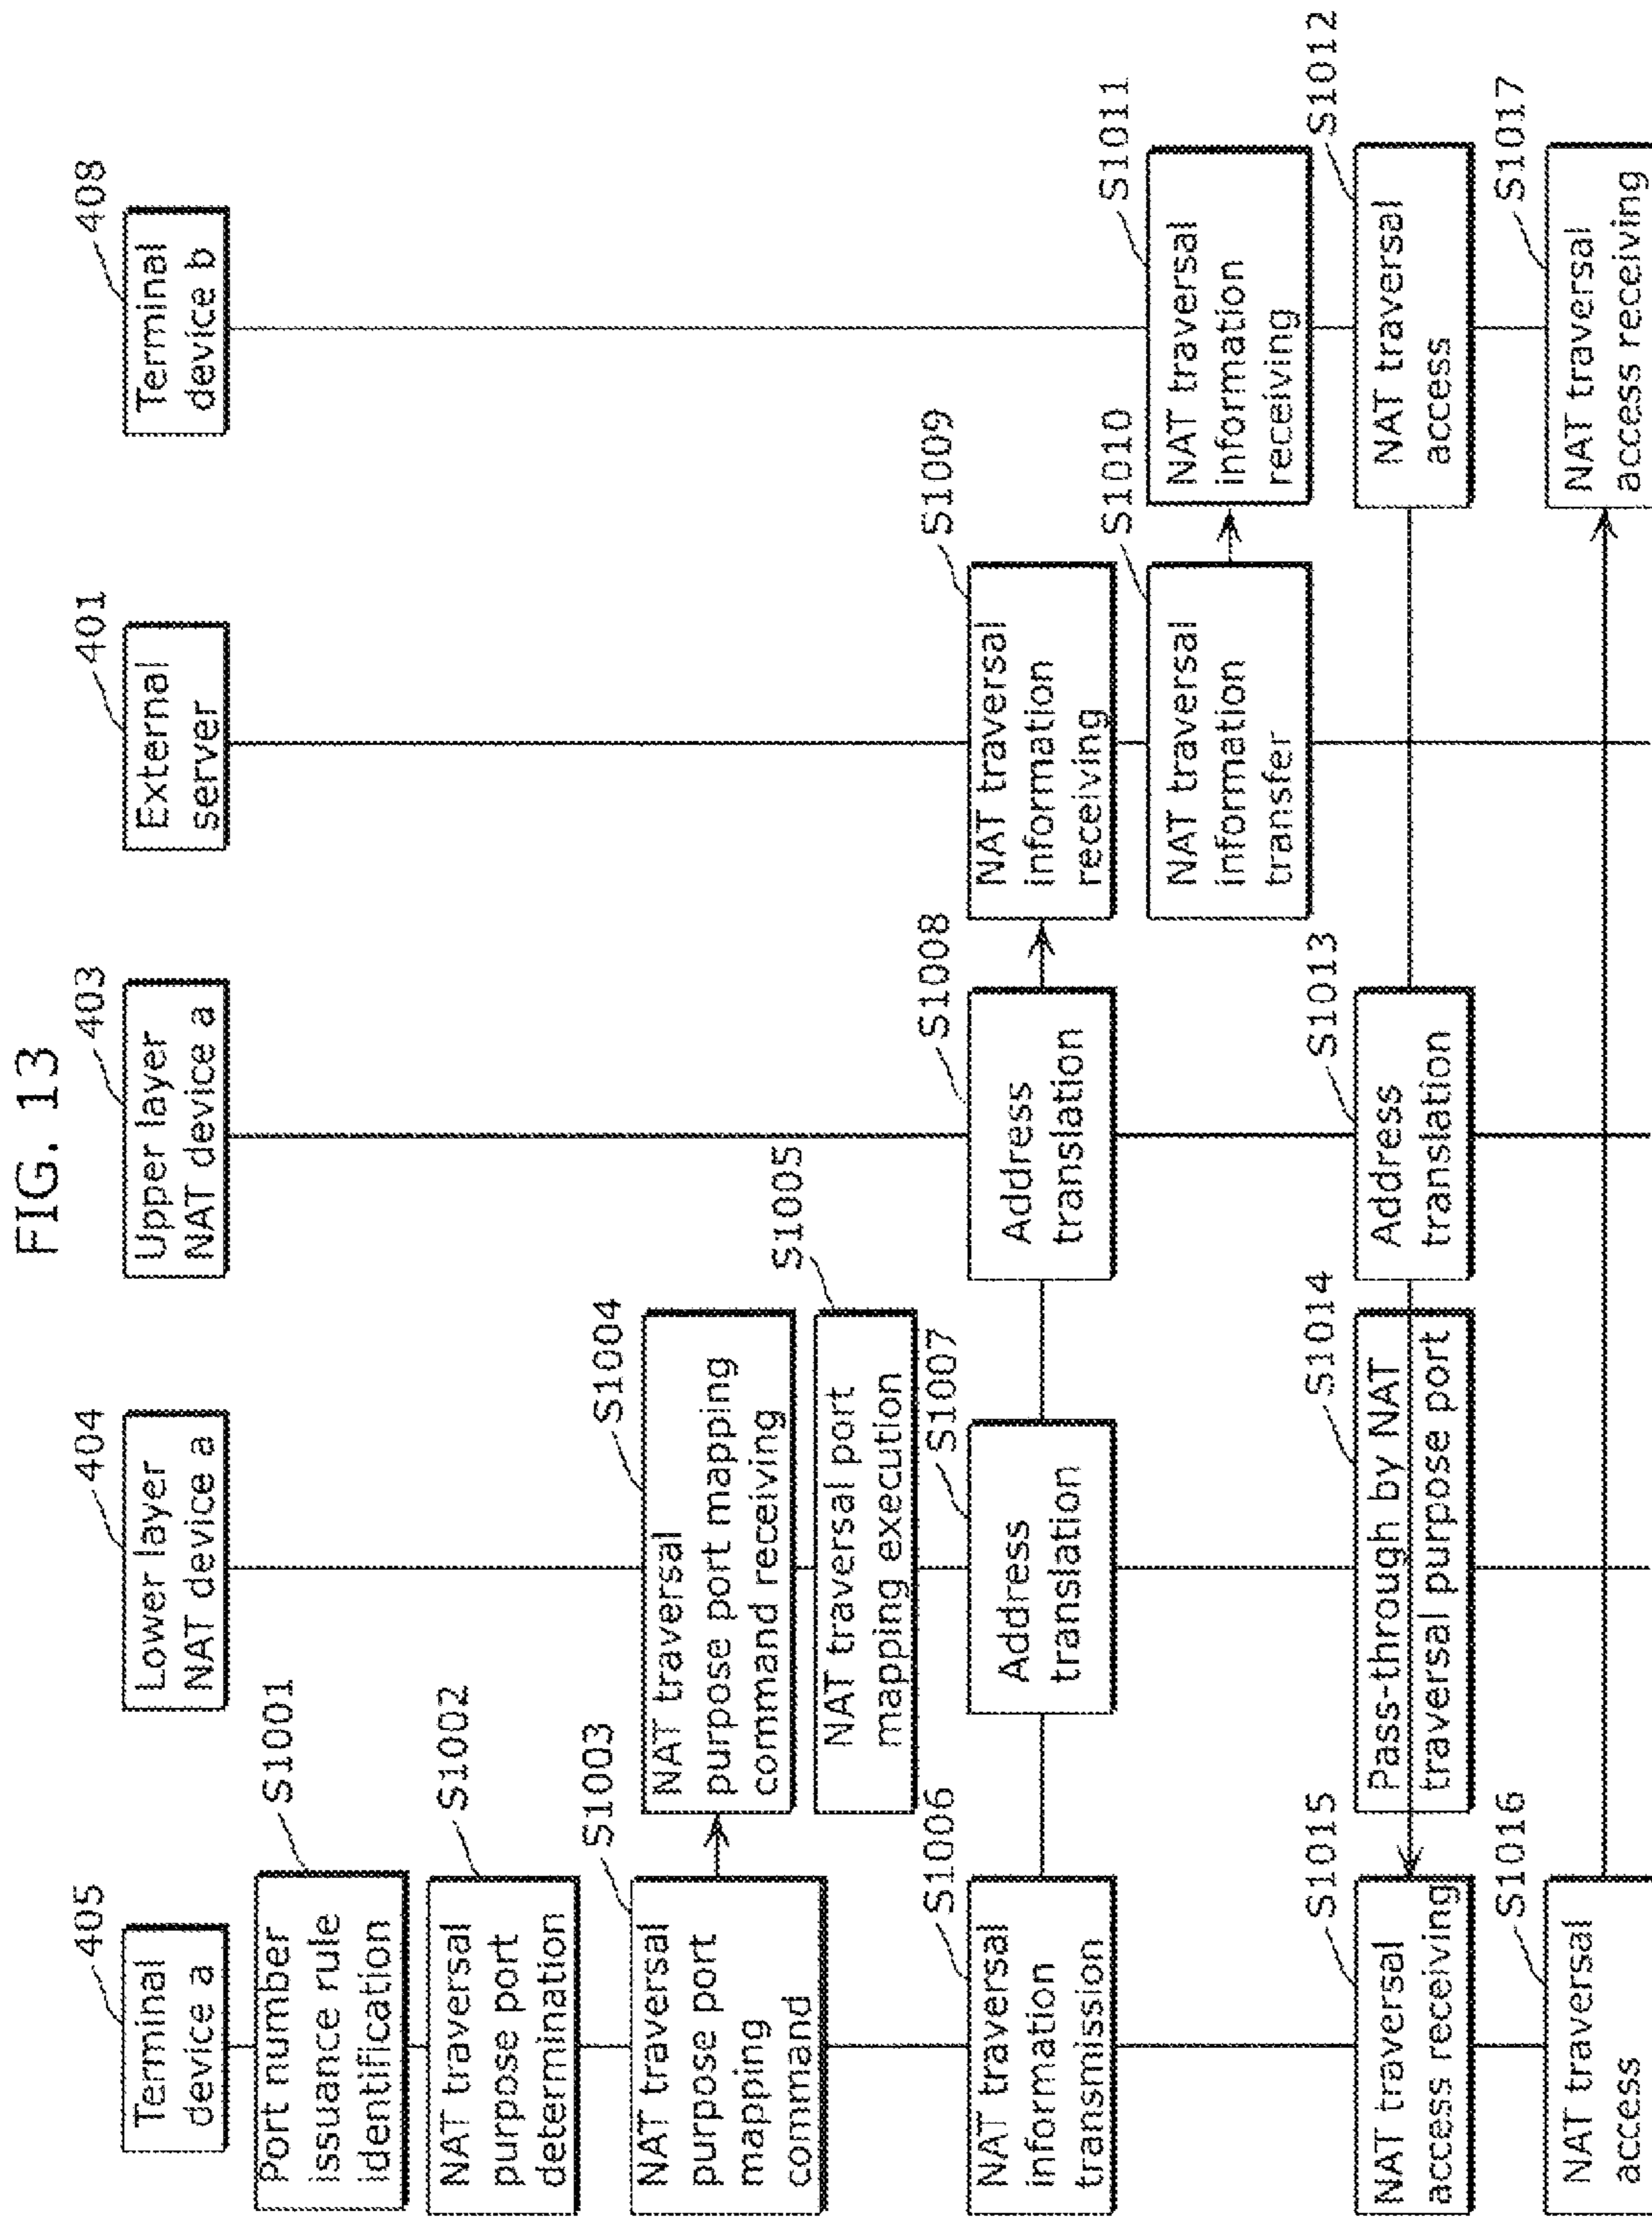 FIG. 13
405
Terminal
device a
404
Lower layer
NAT device a
403
Upper layer
NAT device a
401
External
server
408
Terminal
device b
S1001
Port number
issuance rule
identification
S1002
NAT traversal
purpose port
determination
S1003
NAT traversal
purpose port
mapping
command
S1004
NAT traversal
purpose port mapping
command receiving
S1005
NAT traversal port
mapping execution
S1006
NAT traversal
information
transmission
S1007
Address
translation
S1008
Address
translation
S1009
NAT traversal
information
receiving
S1010
NAT traversal
information
transfer
S1011
NAT traversal
information
receiving
S1012
NAT traversal
access
S1013
Address
translation
S1014
Pass-through by NAT
traversal purpose port
S1015
NAT traversal
access receiving
S1016
NAT traversal
access
S1017
NAT traversal
access receiving